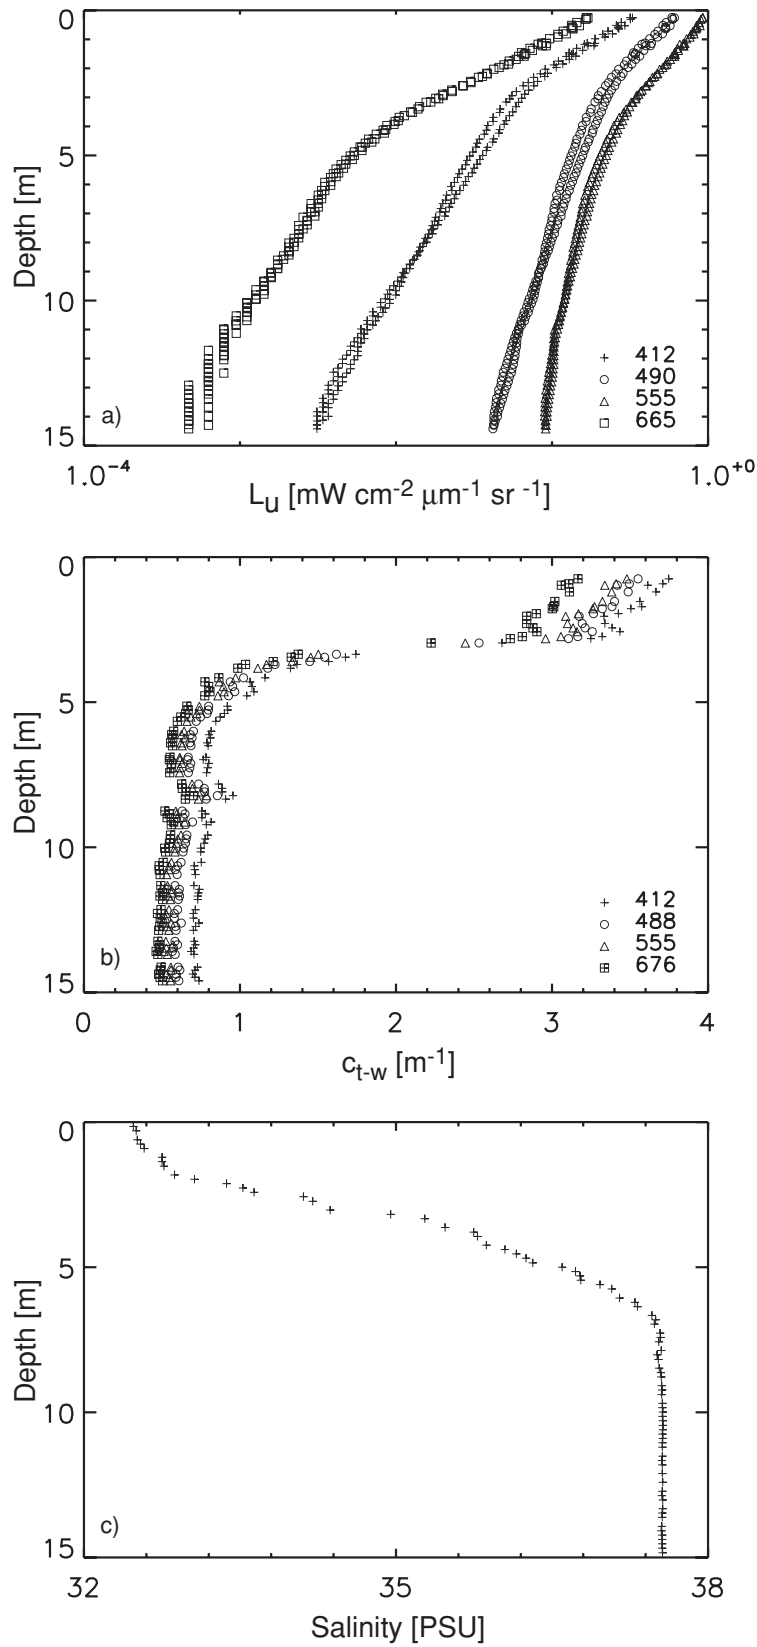 0
5
10
15
Depth [m]
a)
412
490
555
665
1.0⁻⁴ 1.0⁺⁰
Lᵤ [mW cm⁻² μm⁻¹ sr ⁻¹]
0
5
10
15
Depth [m]
b)
412
488
555
676
0 1 2 3 4
cₜ₋w [m⁻¹]
0
5
10
15
Depth [m]
c)
32 35 38
Salinity [PSU]